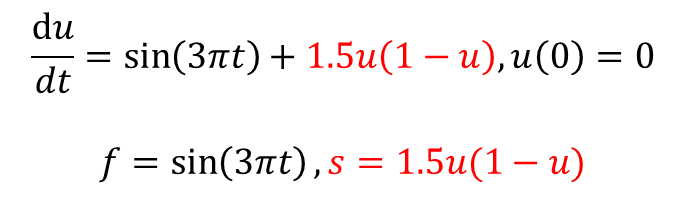 du/dt = sin(3πt) + 1.5u(1 − u), u(0) = 0
f = sin(3πt), s = 1.5u(1 − u)